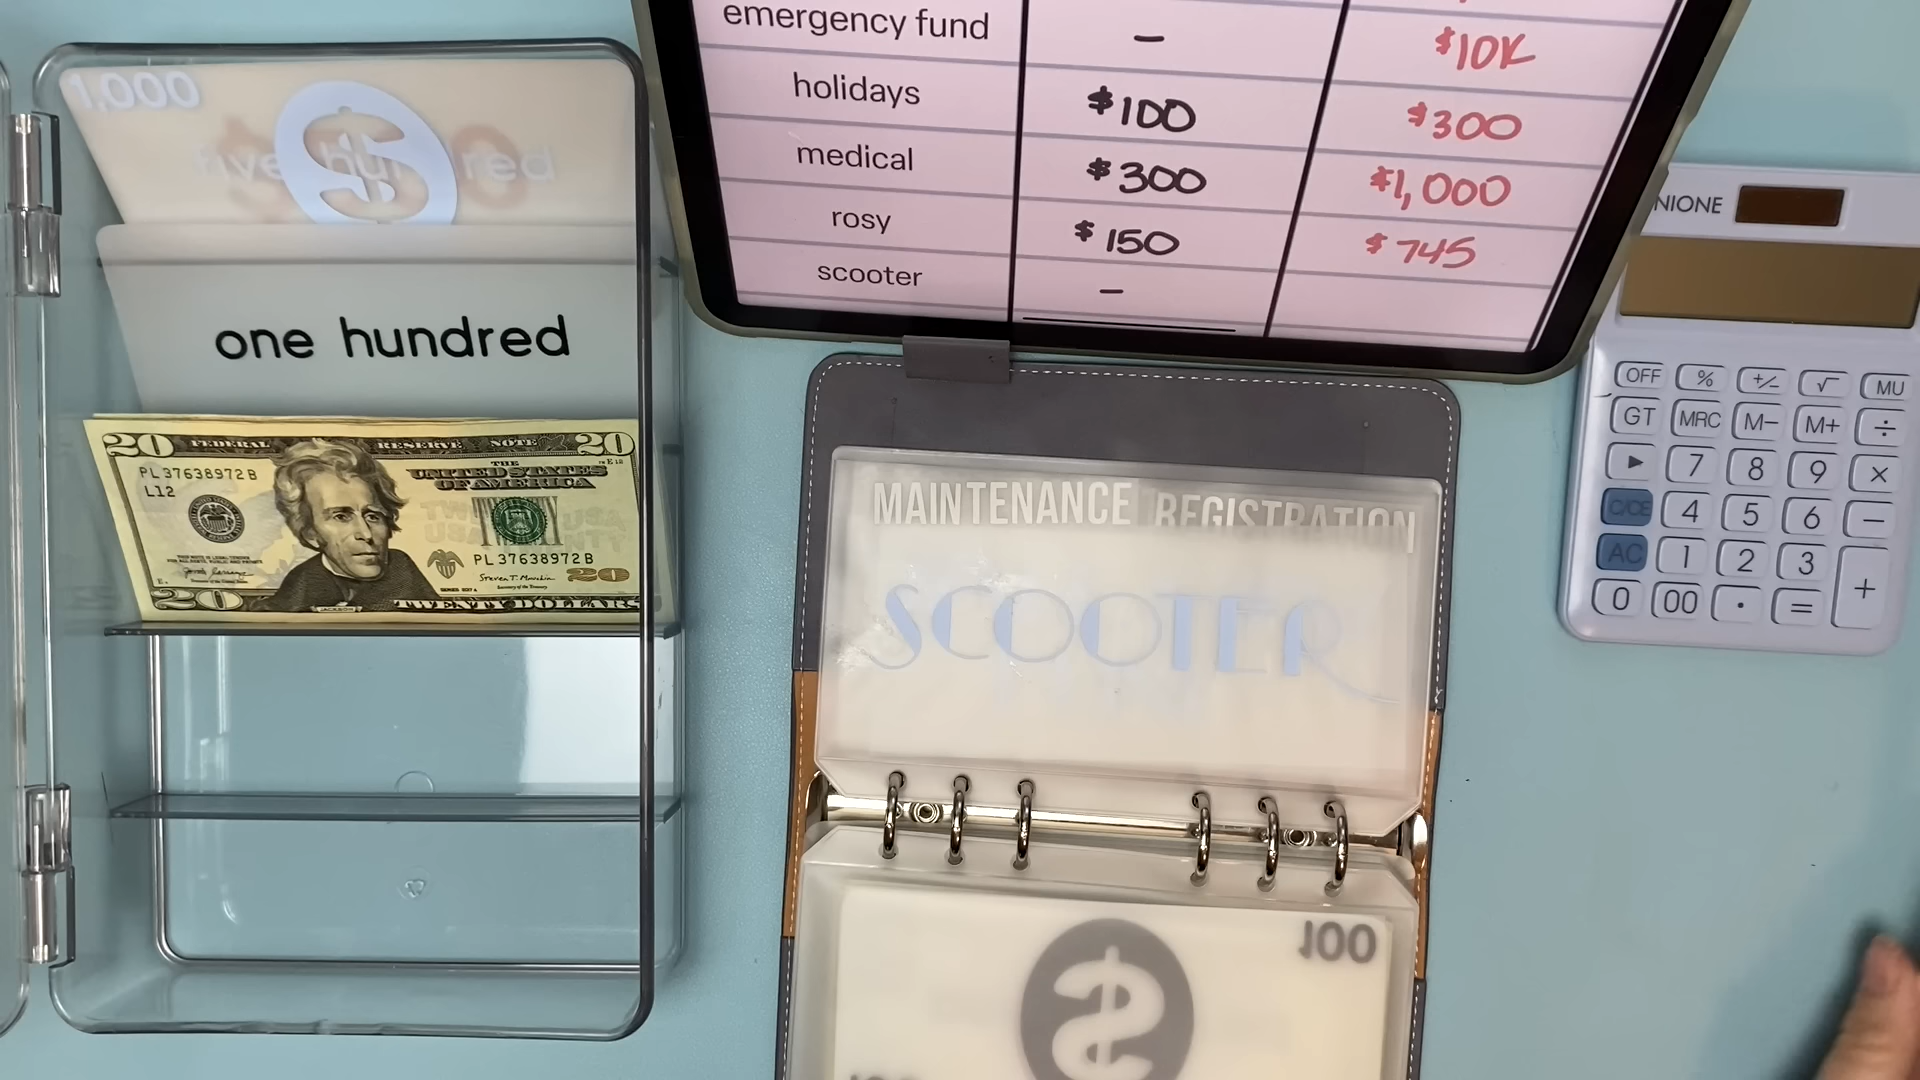 1,000
five hundred
one hundred
20 FEDERAL RESERVE NOTE 20
PL 37638972 B
L12
THE
UNITED STATES
OF AMERICA
PL 37638972 B
20 TWENTY DOLLARS
20
emergency fund – $10K
holidays $100 $300
medical $300 $1,000
rosy $150 $745
scooter –
MAINTENANCE REGISTRATION
SCOOTER
100
$
NIONE
OFF % +/− √ MU
GT MRC M− M+ ÷
▶ 7 8 9 ×
C/CE 4 5 6 −
AC 1 2 3 +
0 00 · =